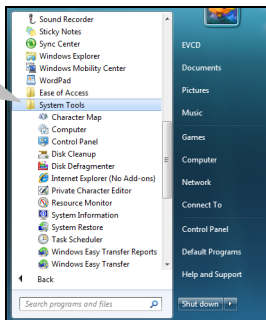 Sound Recorder
Sticky Notes
Sync Center
Windows Explorer
Windows Mobility Center
WordPad
Ease of Access
System Tools
Character Map
Computer
Control Panel
Disk Cleanup
Disk Defragmenter
Internet Explorer (No Add-ons)
Private Character Editor
Resource Monitor
System Information
System Restore
Task Scheduler
Windows Easy Transfer Reports
Windows Easy Transfer
Back
Search programs and files
EVCD
Documents
Pictures
Music
Games
Computer
Network
Connect To
Control Panel
Default Programs
Help and Support
Shut down